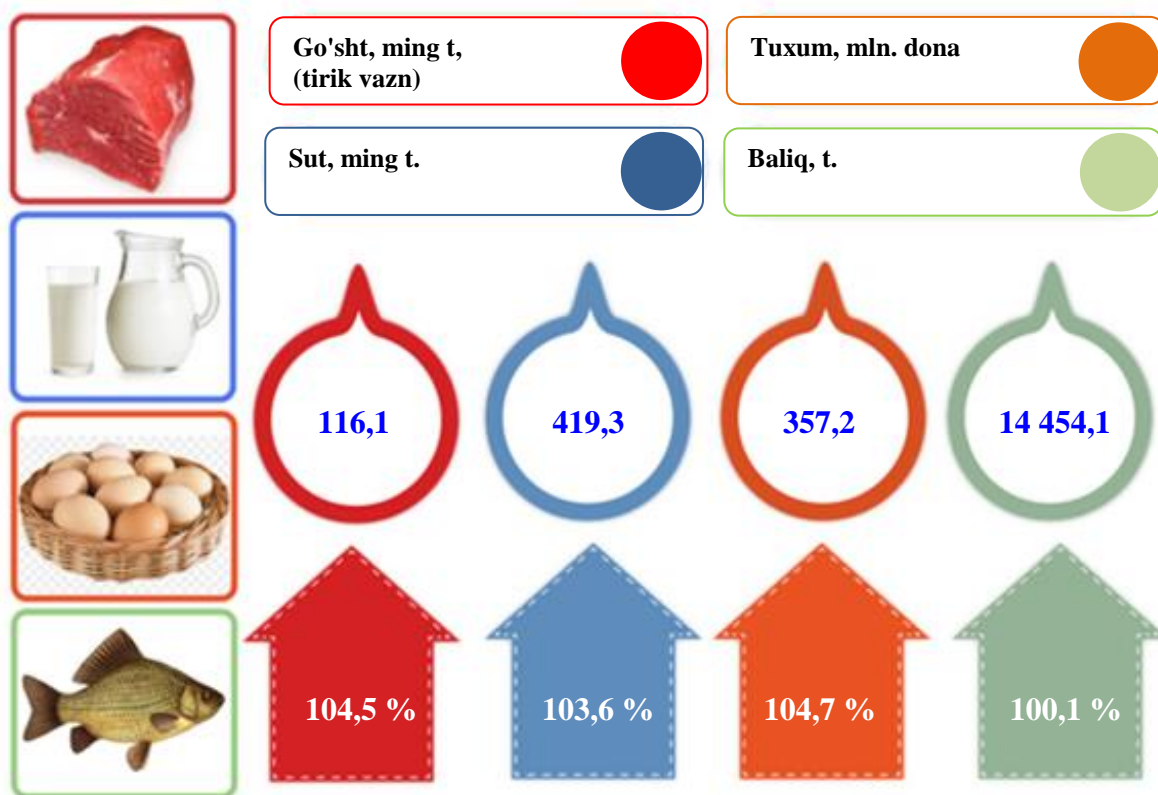 Go'sht, ming t,
(tirik vazn)
Tuxum, mln. dona
Sut, ming t.
Baliq, t.
116,1
419,3
357,2
14 454,1
104,5 %
103,6 %
104,7 %
100,1 %